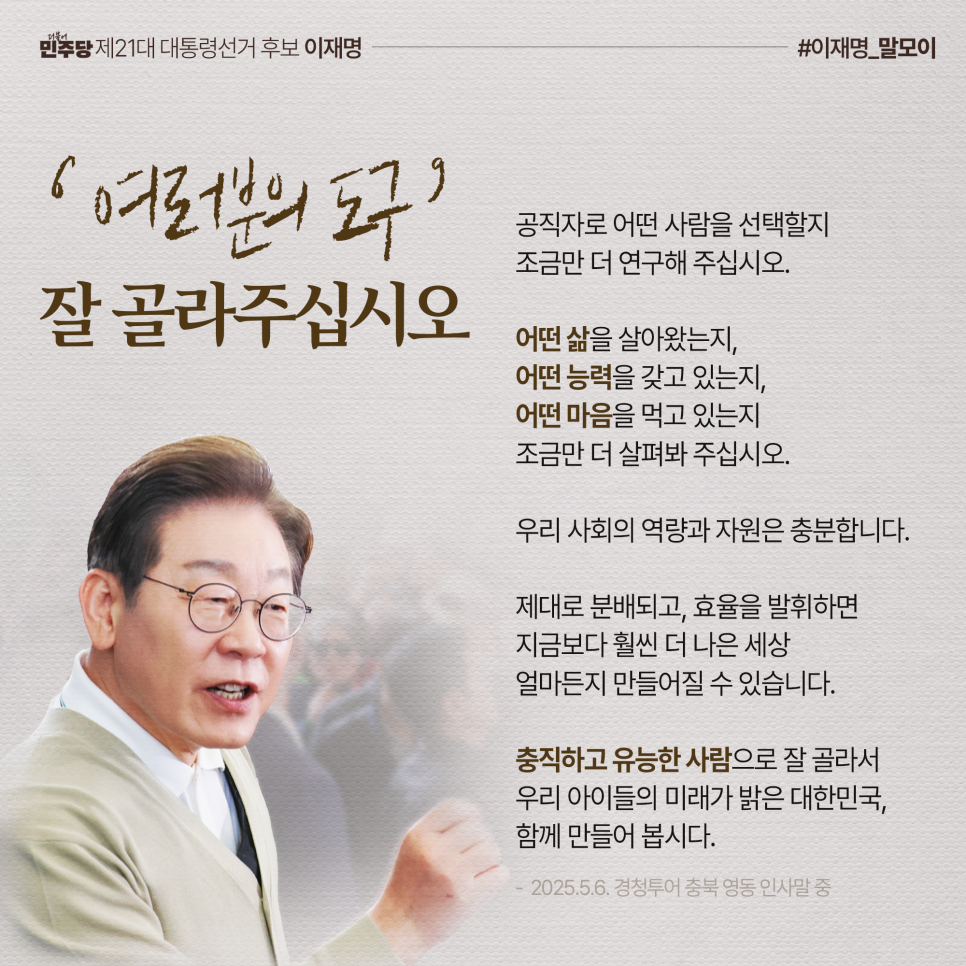 더불어
민주당 제21대 대통령선거 후보 이재명
#이재명_말모이
'여러분의 도구'
잘 골라주십시오
공직자로 어떤 사람을 선택할지
조금만 더 연구해 주십시오.
어떤 삶을 살아왔는지,
어떤 능력을 갖고 있는지,
어떤 마음을 먹고 있는지
조금만 더 살펴봐 주십시오.
우리 사회의 역량과 자원은 충분합니다.
제대로 분배되고, 효율을 발휘하면
지금보다 훨씬 더 나은 세상
얼마든지 만들어질 수 있습니다.
충직하고 유능한 사람으로 잘 골라서
우리 아이들의 미래가 밝은 대한민국,
함께 만들어 봅시다.
- 2025.5.6. 경청투어 충북 영동 인사말 중